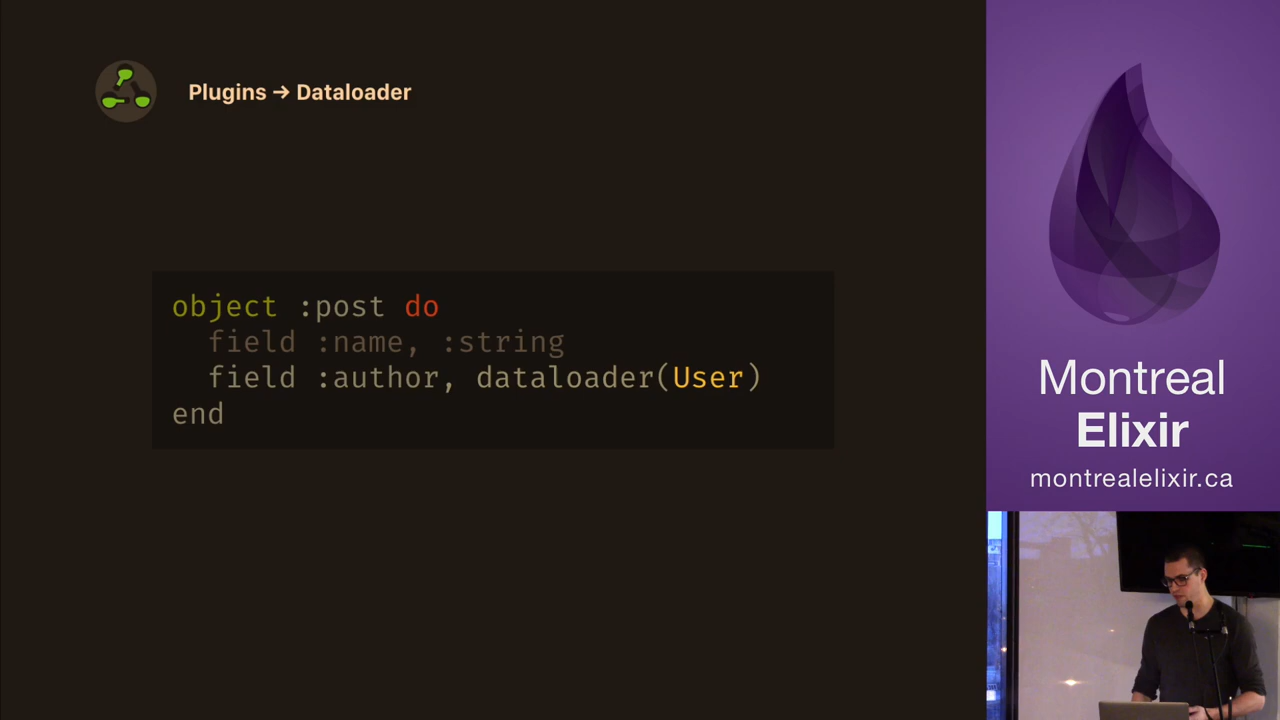 Plugins → Dataloader
object :post do
  field :name, :string
  field :author, dataloader(User)
end
Montreal
Elixir
montrealelixir.ca